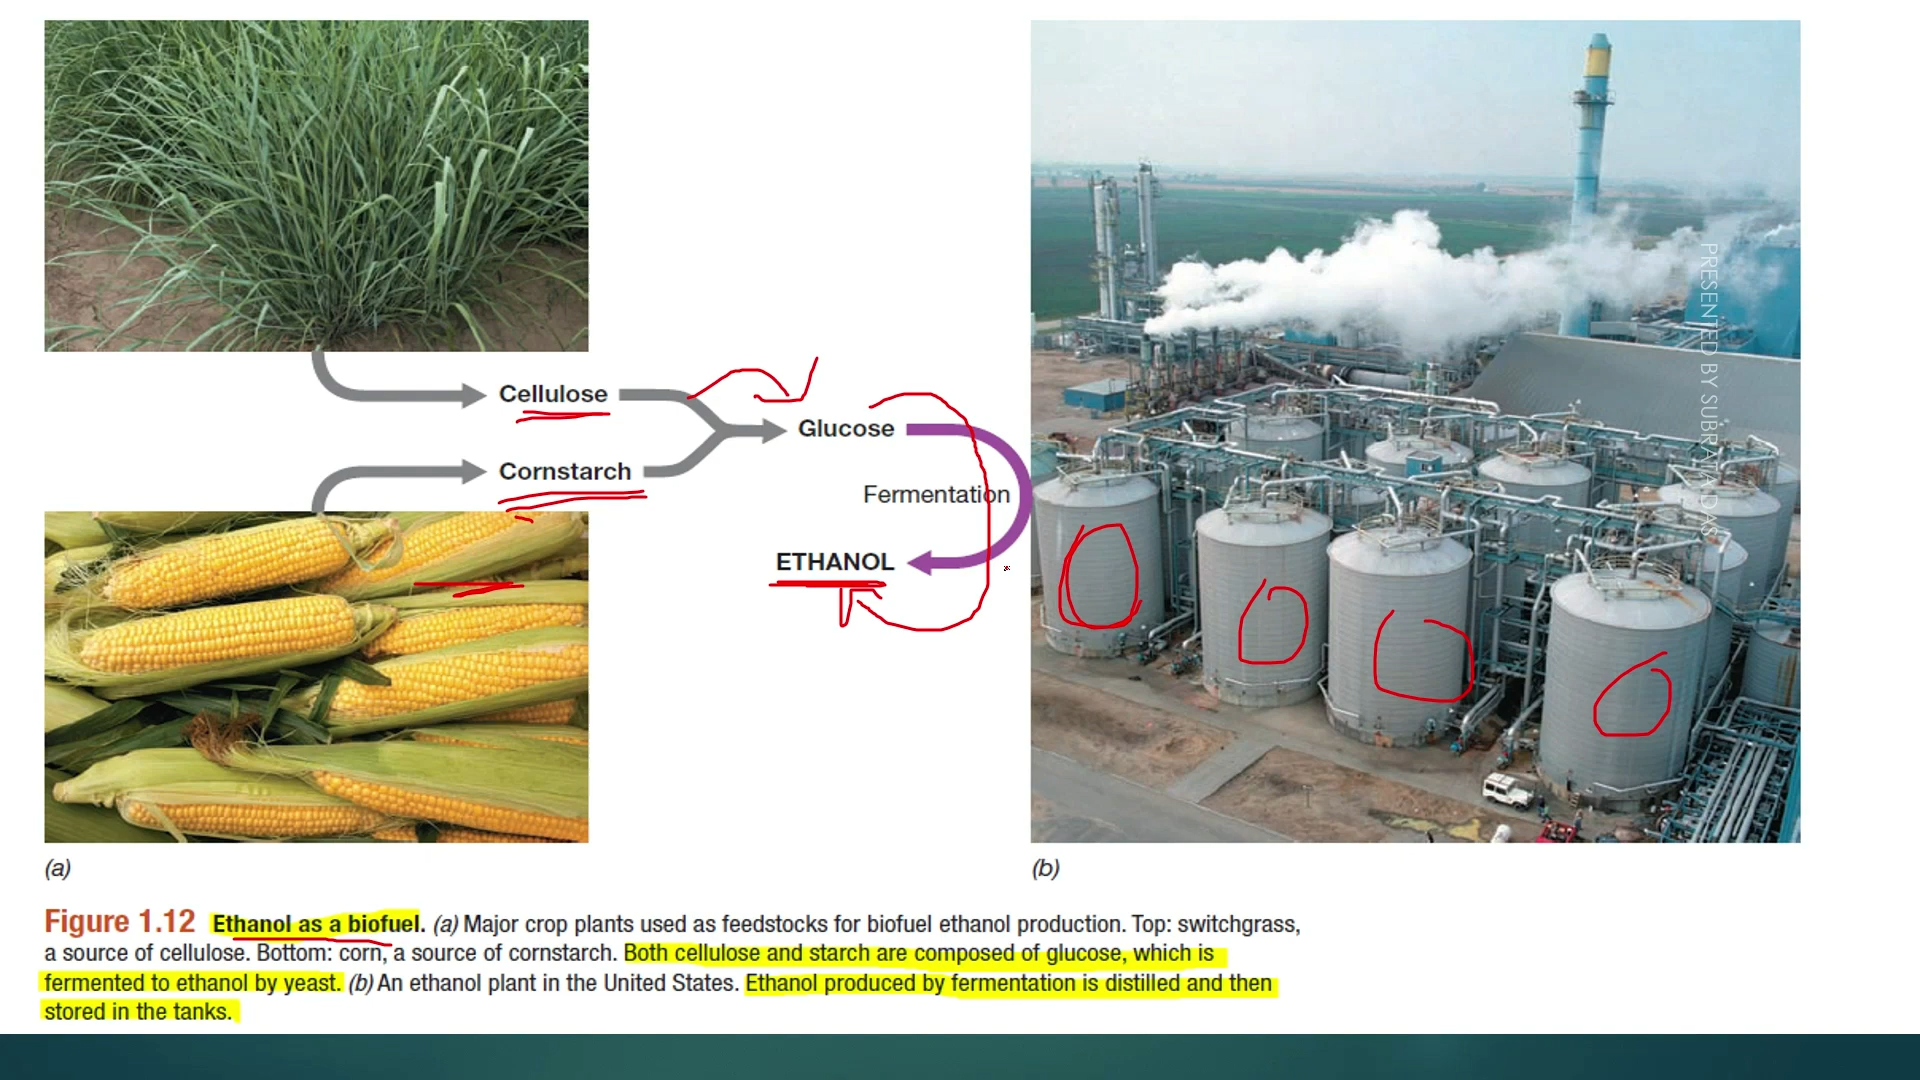 Cellulose
Glucose
Cornstarch
Fermentation
ETHANOL
PRESENTED BY SUBRATA DAS
(a)
(b)
Figure 1.12 Ethanol as a biofuel. (a) Major crop plants used as feedstocks for biofuel ethanol production. Top: switchgrass,
a source of cellulose. Bottom: corn, a source of cornstarch. Both cellulose and starch are composed of glucose, which is
fermented to ethanol by yeast. (b) An ethanol plant in the United States. Ethanol produced by fermentation is distilled and then
stored in the tanks.